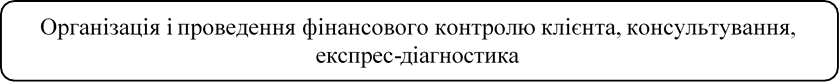 Організація і проведення фінансового контролю клієнта, консультування,
експрес-діагностика